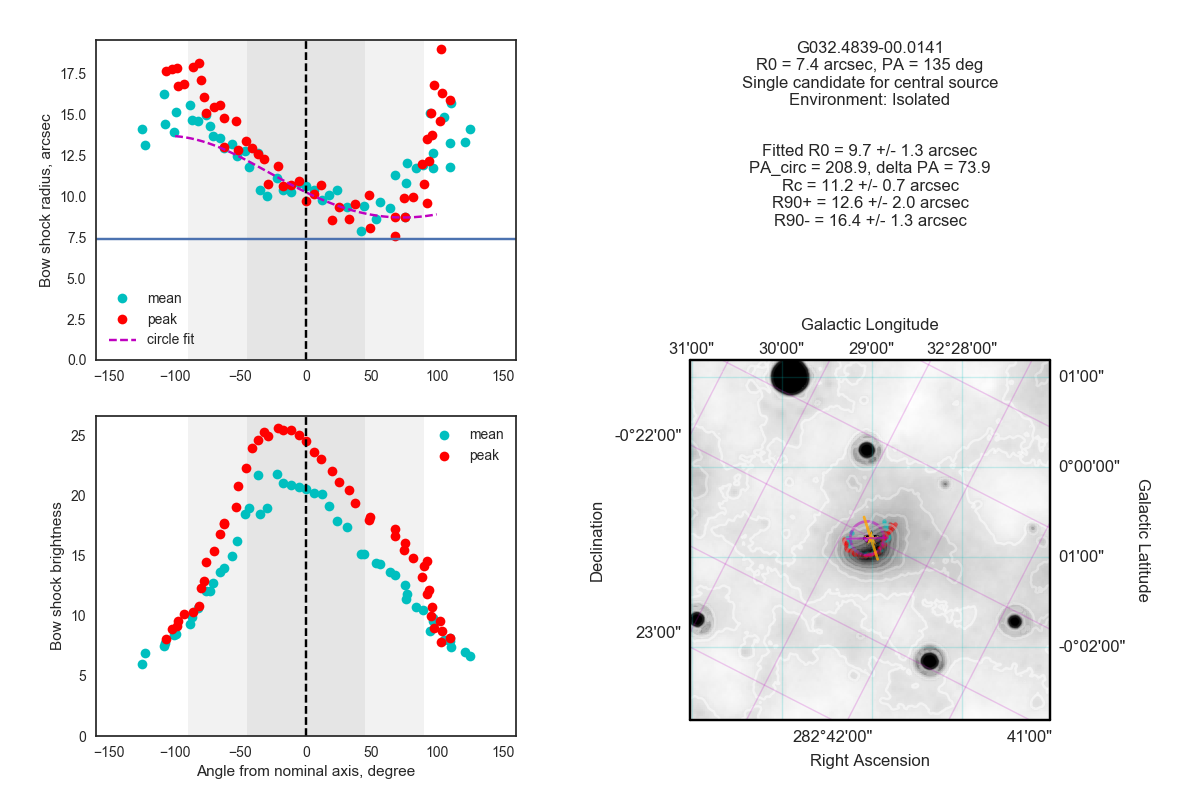 17.5
15.0
12.5
10.0
7.5
5.0
2.5
0.0
Bow shock radius, arcsec
mean
peak
circle fit
−150 −100 −50 0 50 100 150
25
20
15
10
5
0
Bow shock brightness
mean
peak
−150 −100 −50 0 50 100 150
Angle from nominal axis, degree
G032.4839-00.0141
R0 = 7.4 arcsec, PA = 135 deg
Single candidate for central source
Environment: Isolated
Fitted R0 = 9.7 +/- 1.3 arcsec
PA_circ = 208.9, delta PA = 73.9
Rc = 11.2 +/- 0.7 arcsec
R90+ = 12.6 +/- 2.0 arcsec
R90- = 16.4 +/- 1.3 arcsec
Galactic Longitude
31'00" 30'00" 29'00" 32°28'00"
01'00"
-0°22'00"
0°00'00"
Declination
Galactic Latitude
01'00"
23'00"
-0°02'00"
282°42'00" 41'00"
Right Ascension